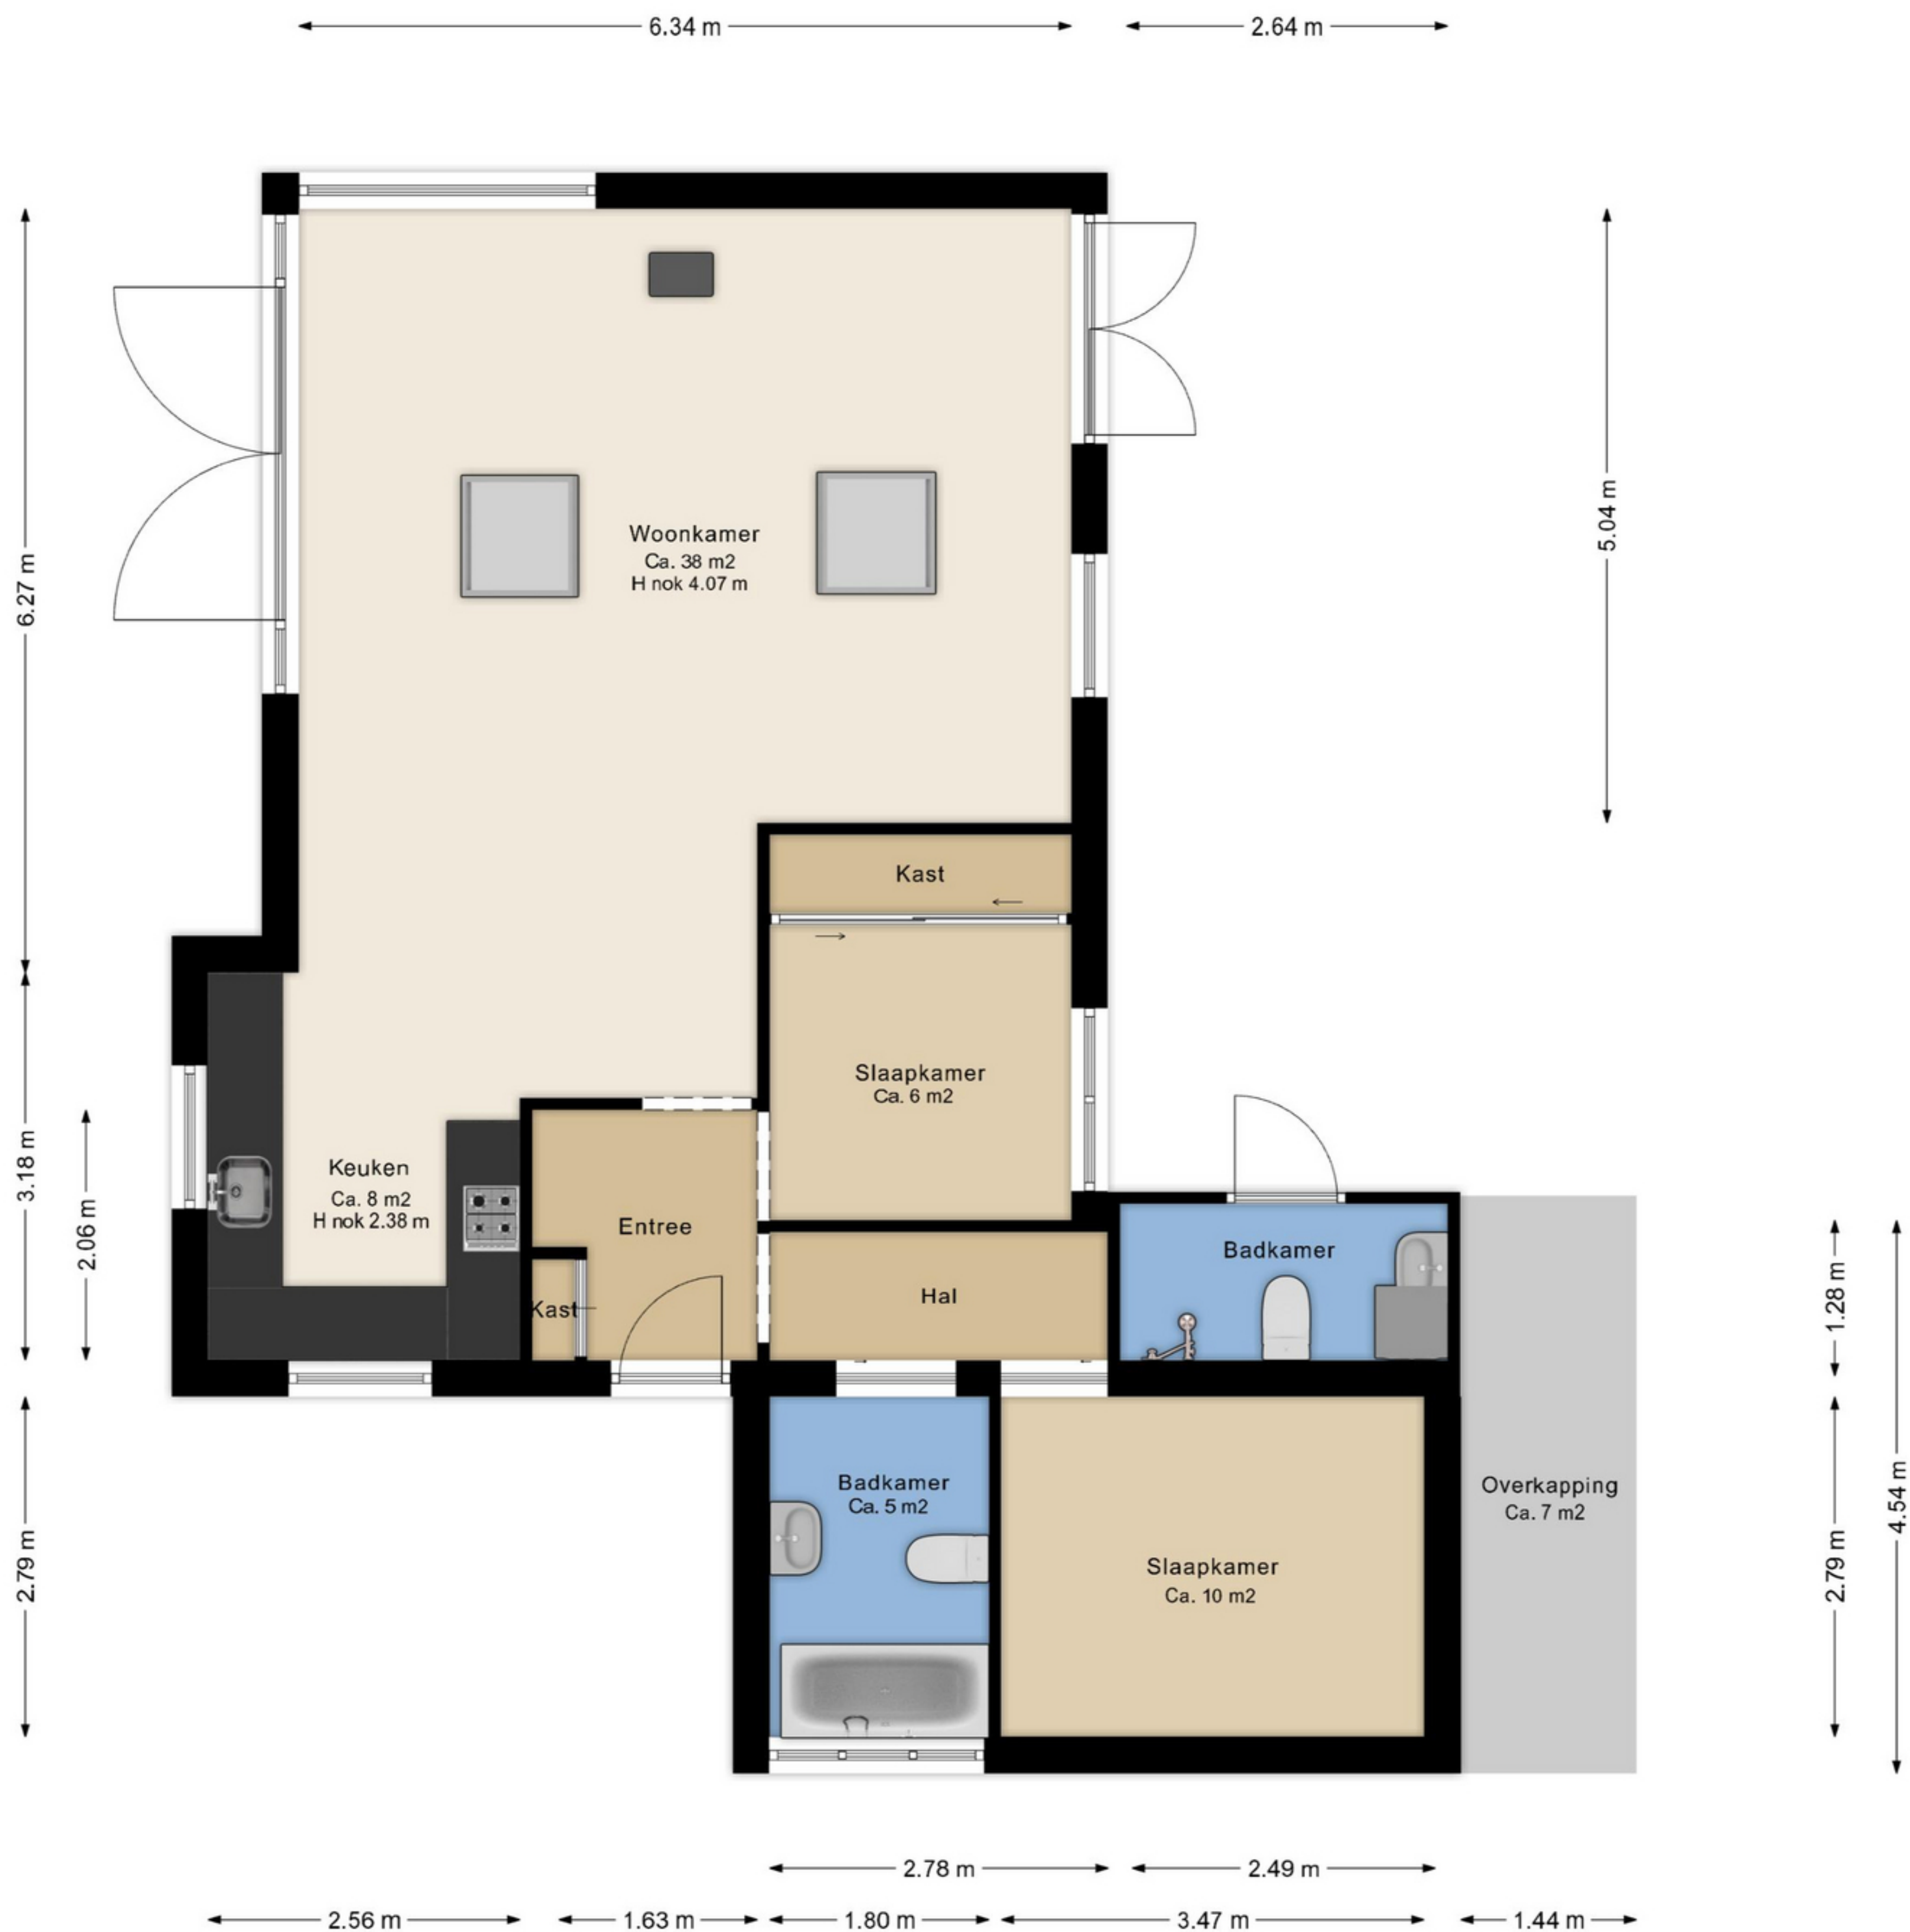 6.34 m
2.64 m
6.27 m
5.04 m
Woonkamer
Ca. 38 m2
H nok 4.07 m
Kast
Slaapkamer
Ca. 6 m2
3.18 m
2.06 m
Keuken
Ca. 8 m2
H nok 2.38 m
Entree
Kast
Hal
Badkamer
1.28 m
2.79 m
Badkamer
Ca. 5 m2
Slaapkamer
Ca. 10 m2
Overkapping
Ca. 7 m2
2.79 m
4.54 m
2.78 m
2.49 m
2.56 m
1.63 m
1.80 m
3.47 m
1.44 m